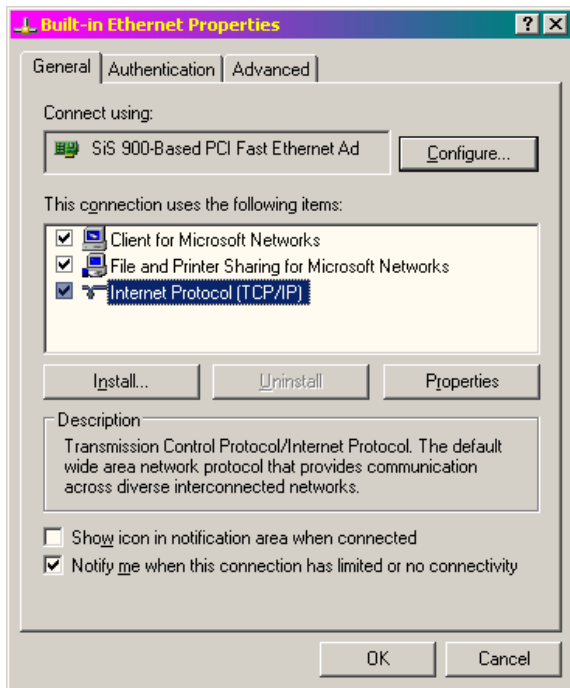 Built-in Ethernet Properties
General Authentication Advanced
Connect using:
SiS 900-Based PCI Fast Ethernet Ad
Configure...
This connection uses the following items:
Client for Microsoft Networks
File and Printer Sharing for Microsoft Networks
Internet Protocol (TCP/IP)
Install... Uninstall Properties
Description
Transmission Control Protocol/Internet Protocol. The default
wide area network protocol that provides communication
across diverse interconnected networks.
Show icon in notification area when connected
Notify me when this connection has limited or no connectivity
OK Cancel